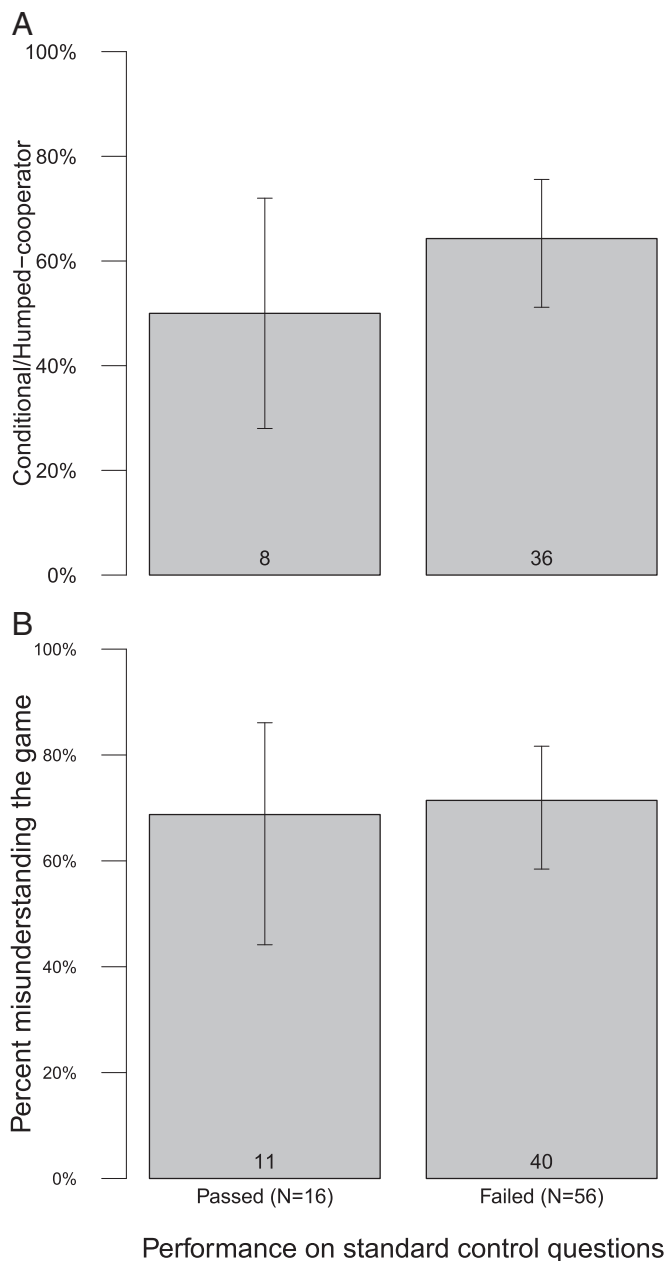 A
100%
80%
60%
40%
20%
0%
Conditional/Humped−cooperator
8
36
B
100%
80%
60%
40%
20%
0%
Percent misunderstanding the game
11
40
Passed (N=16)
Failed (N=56)
Performance on standard control questions